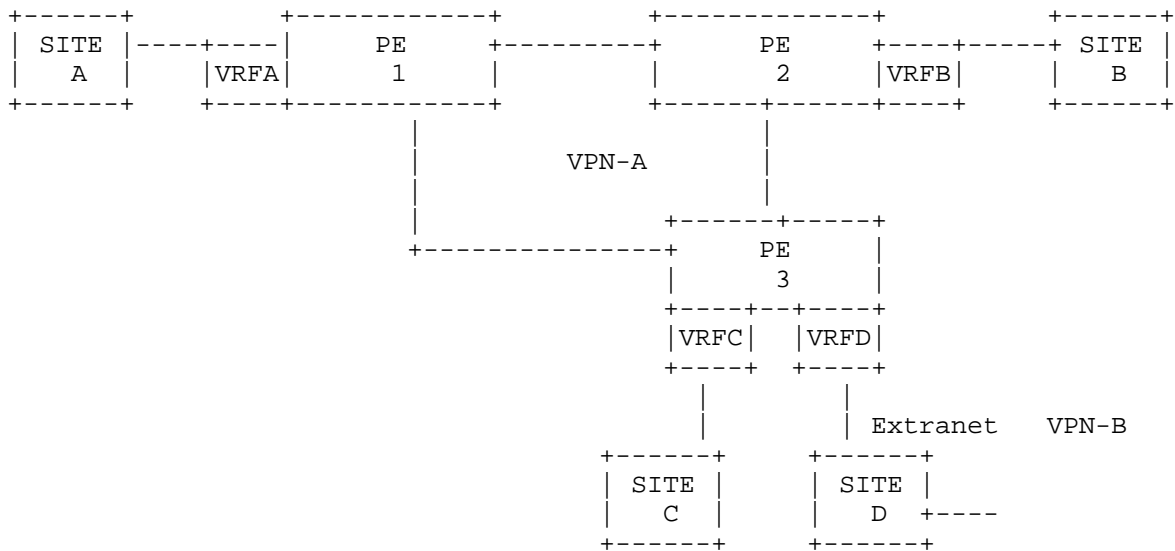 SITE PE PE SITE
A VRFA 1 2 VRFB B
VPN-A
PE
3
VRFC VRFD
Extranet VPN-B
SITE SITE
C D